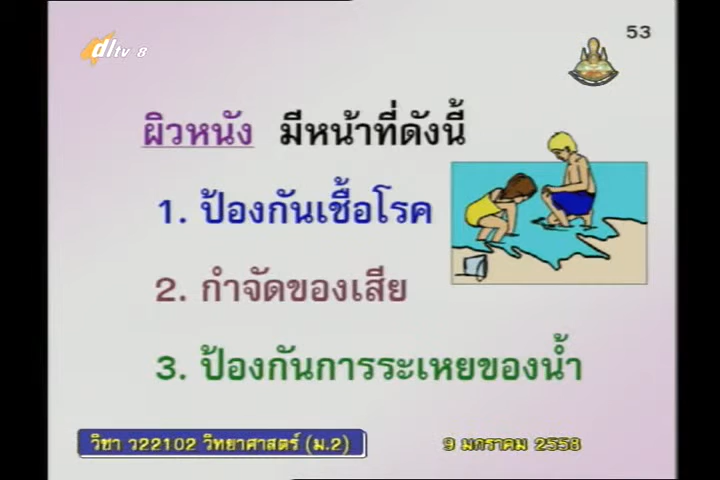 dltv-8
53
ผิวหนัง มีหน้าที่ดังนี้
1. ป้องกันเชื้อโรค
2. กำจัดของเสีย
3. ป้องกันการระเหยของน้ำ
วิชา ว22102 วิทยาศาสตร์ (ม.2)
9 มกราคม 2558